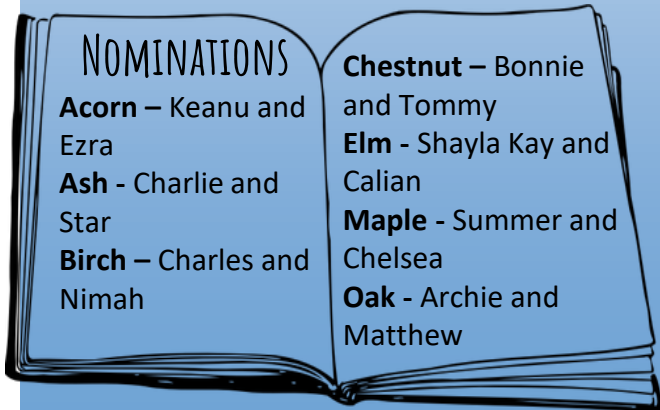 NOMINATIONS
Acorn – Keanu and
Ezra
Ash - Charlie and
Star
Birch – Charles and
Nimah
Chestnut – Bonnie
and Tommy
Elm - Shayla Kay and
Calian
Maple - Summer and
Chelsea
Oak - Archie and
Matthew